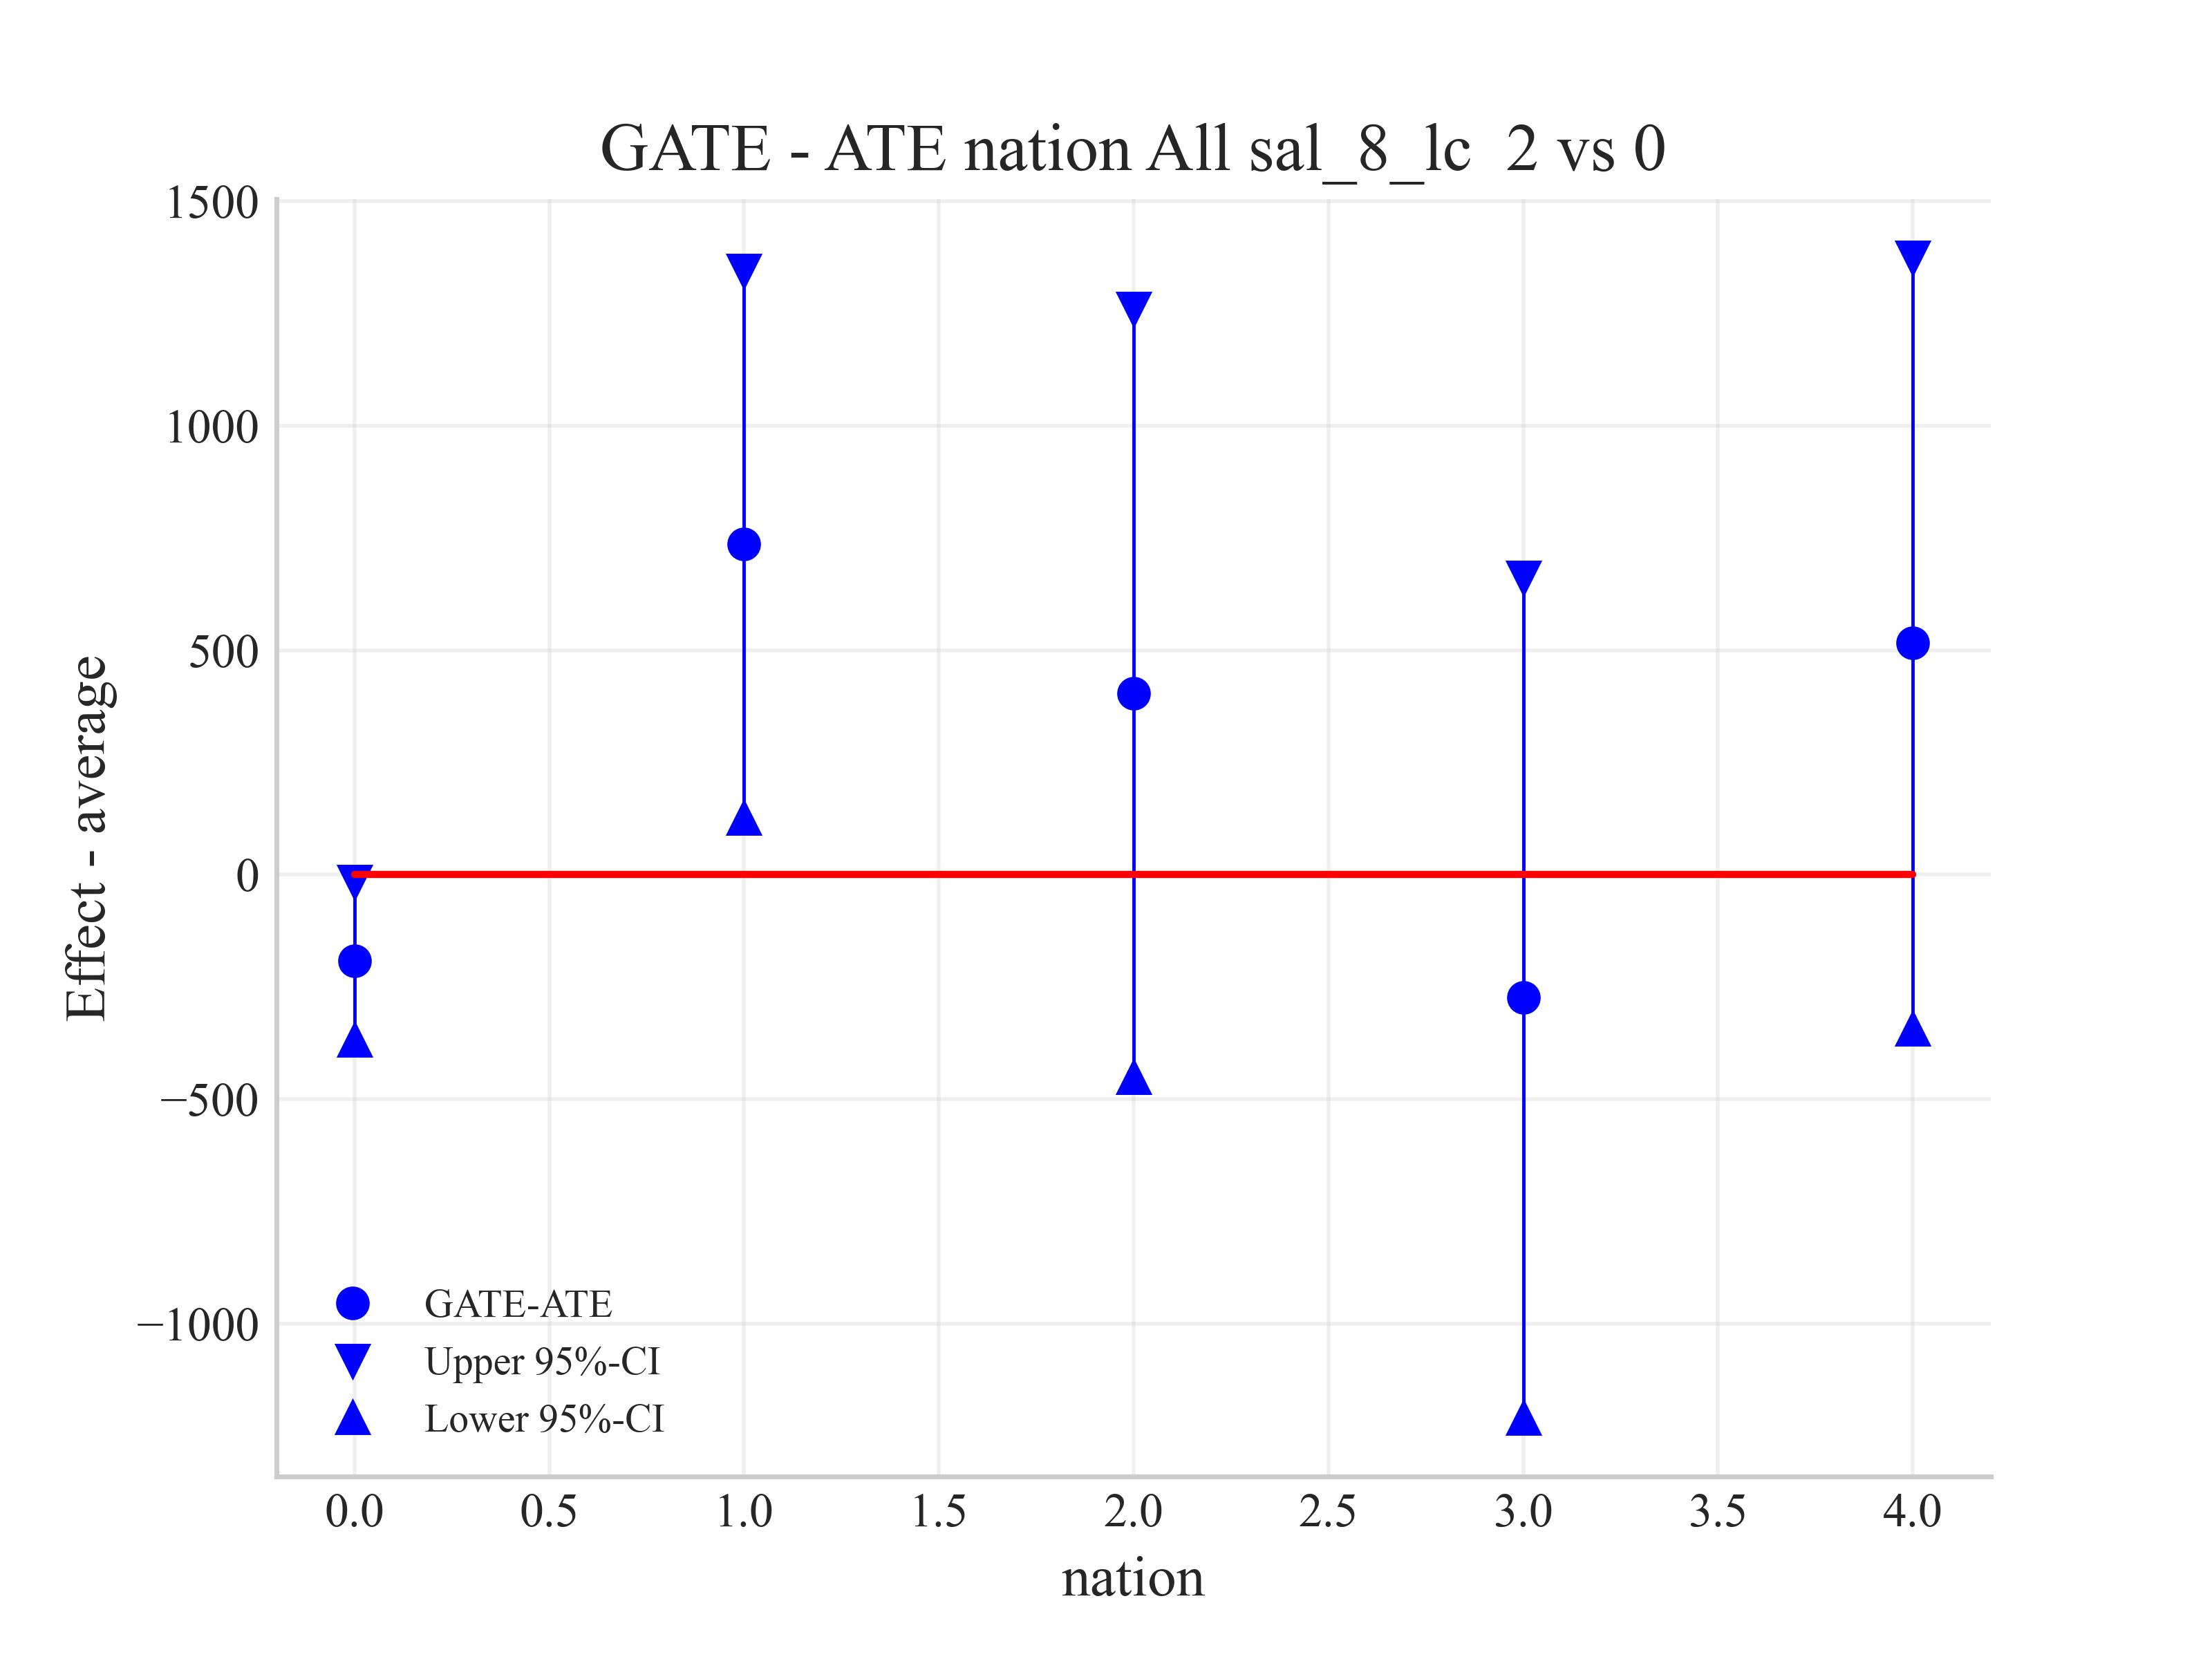 GATE - ATE nation All sal_8_lc  2 vs 0
1500
1000
500
0
−500
−1000
Effect - average
GATE-ATE
Upper 95%-CI
Lower 95%-CI
0.0 0.5 1.0 1.5 2.0 2.5 3.0 3.5 4.0
nation